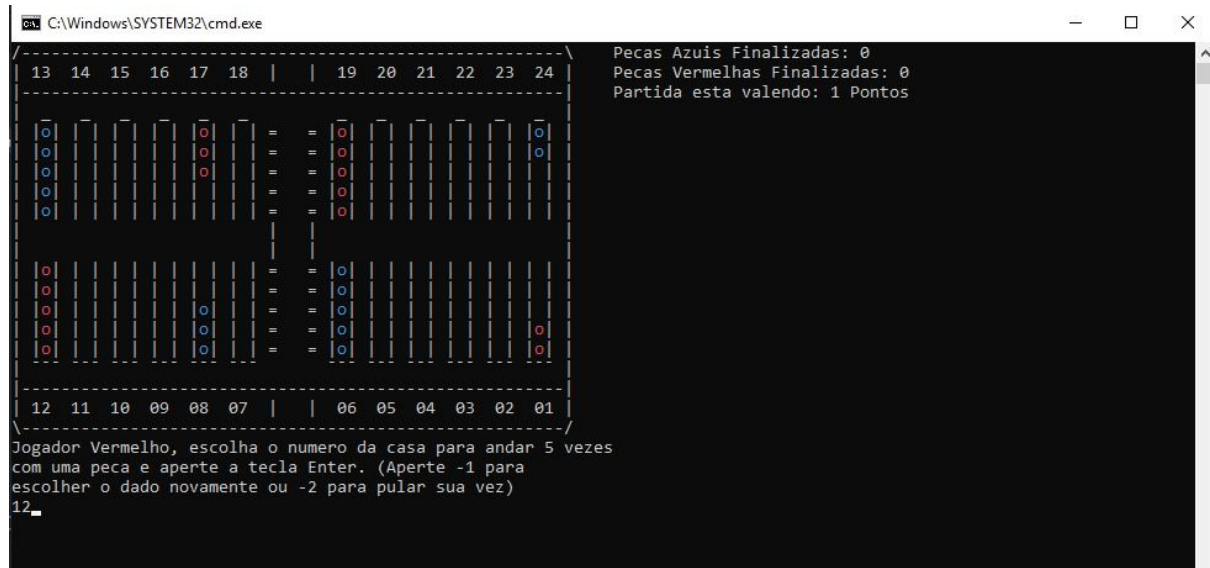 C:\Windows\SYSTEM32\cmd.exe
/-------------------------------------------------------\    Pecas Azuis Finalizadas: 0
| 13  14  15  16  17  18  |   |  19  20  21  22  23  24 |    Pecas Vermelhas Finalizadas: 0
|-------------------------------------------------------|    Partida esta valendo: 1 Pontos
|                                                       |
|  _   _   _   _   _   _           _   _   _   _   _   _  |
| |o| | | | | | | |o| | | =   = |o| | | | | | | | |o| |
| |o| | | | | | | |o| | | =   = |o| | | | | | | | |o| |
| |o| | | | | | | |o| | | =   = |o| | | | | | | | | | |
| |o| | | | | | | | | | | =   = |o| | | | | | | | | | |
| |o| | | | | | | | | | | =   = |o| | | | | | | | | | |
|                         |   |                         |
|                         |   |                         |
| |o| | | | | | | | | | | =   = |o| | | | | | | | | | |
| |o| | | | | | | | | | | =   = |o| | | | | | | | | | |
| |o| | | | | | | |o| | | =   = |o| | | | | | | | | | |
| |o| | | | | | | |o| | | =   = |o| | | | | | | | |o| |
| |o| | | | | | | |o| | | =   = |o| | | | | | | | |o| |
|  --- --- --- --- --- ---       --- --- --- --- --- ---  |
|-------------------------------------------------------|
| 12  11  10  09  08  07  |   |  06  05  04  03  02  01 |
\-------------------------------------------------------/
Jogador Vermelho, escolha o numero da casa para andar 5 vezes
com uma peca e aperte a tecla Enter. (Aperte -1 para
escolher o dado novamente ou -2 para pular sua vez)
12_